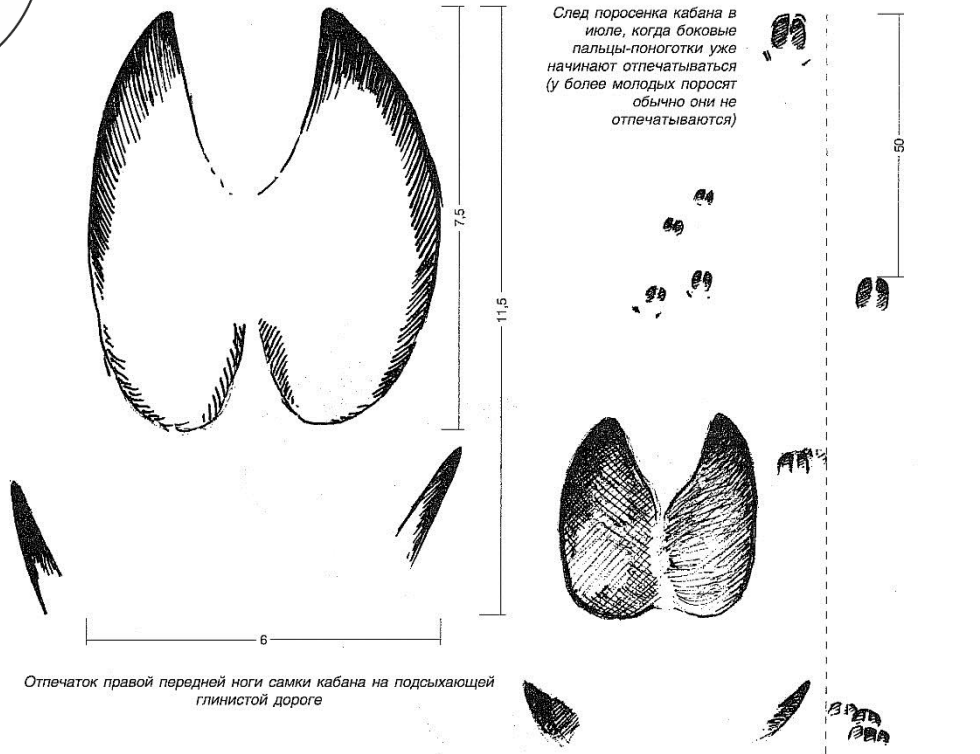 След поросенка кабана в
июле, когда боковые
пальцы-поноготки уже
начинают отпечатываться
(у более молодых поросят
обычно они не
отпечатываются)
50
7,5
11,5
6
Отпечаток правой передней ноги самки кабана на подсыхающей
глинистой дороге